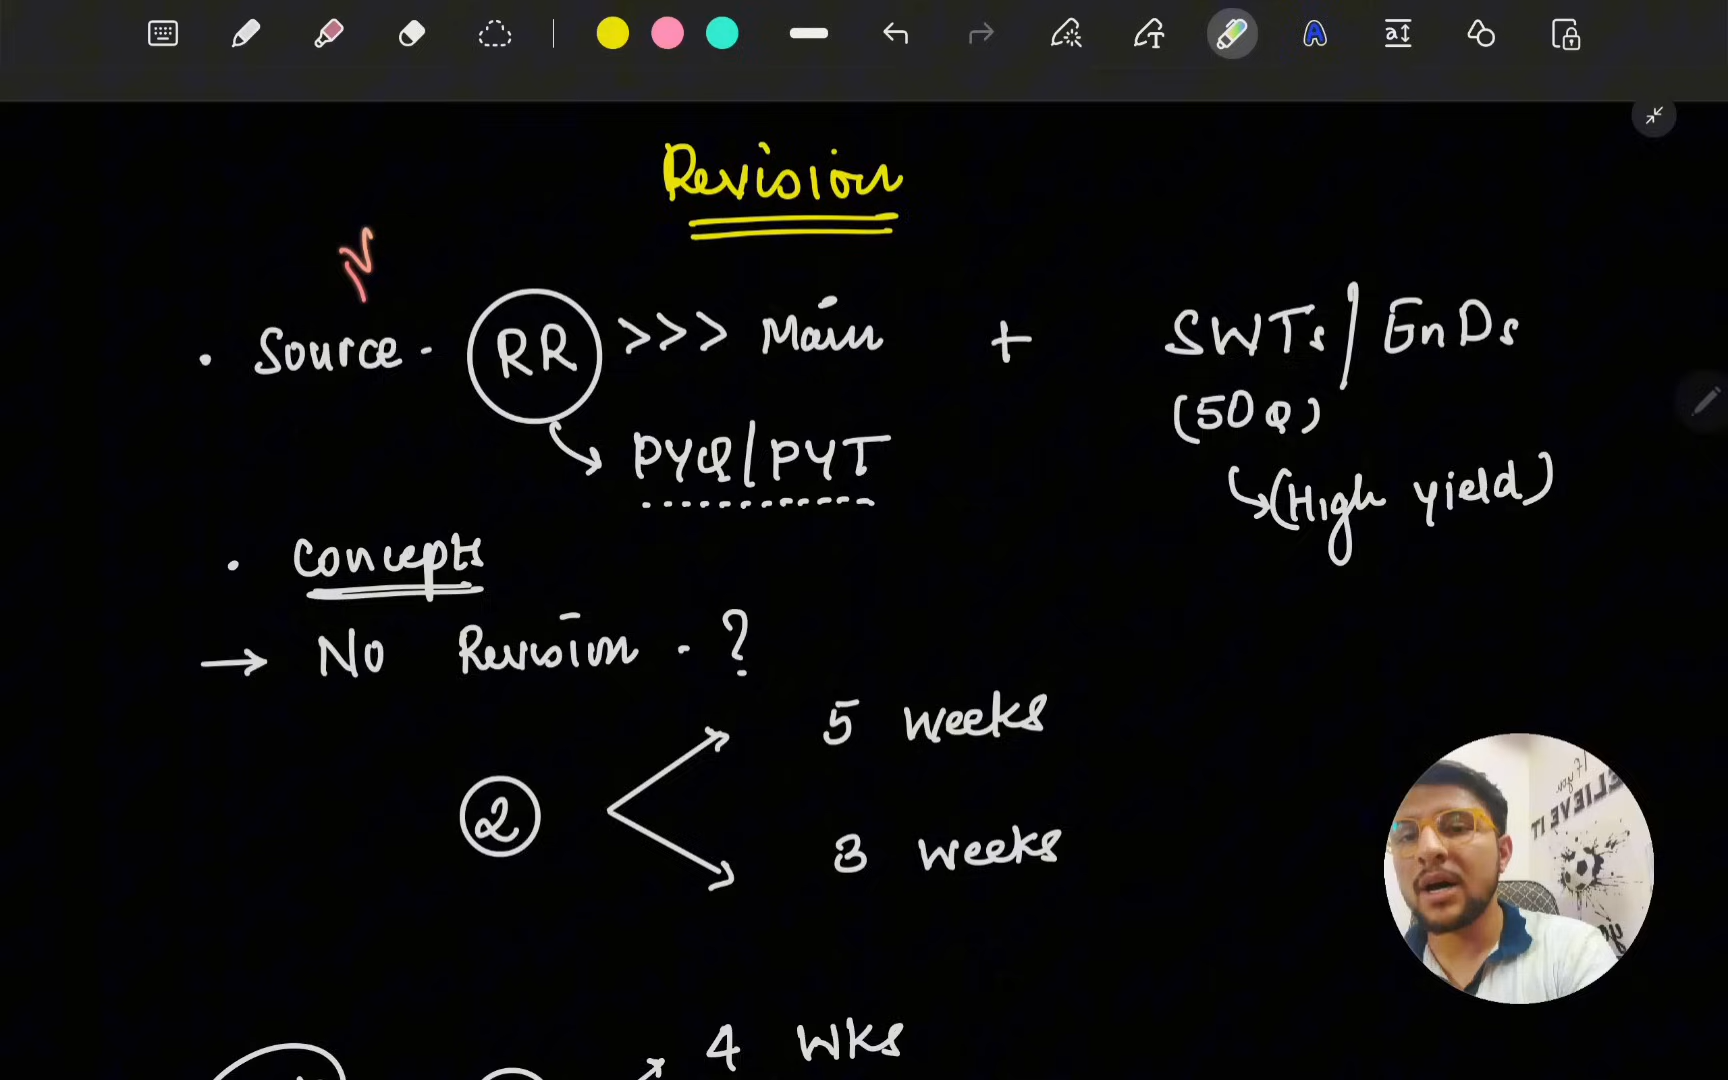 Revision
• Source - RR >>> Main + SWTs / GnDs
PYQ/PYT (50Q)
(High yield)
• Concepts
→ No Revision - ?
5 weeks
2
3 weeks
4 wks